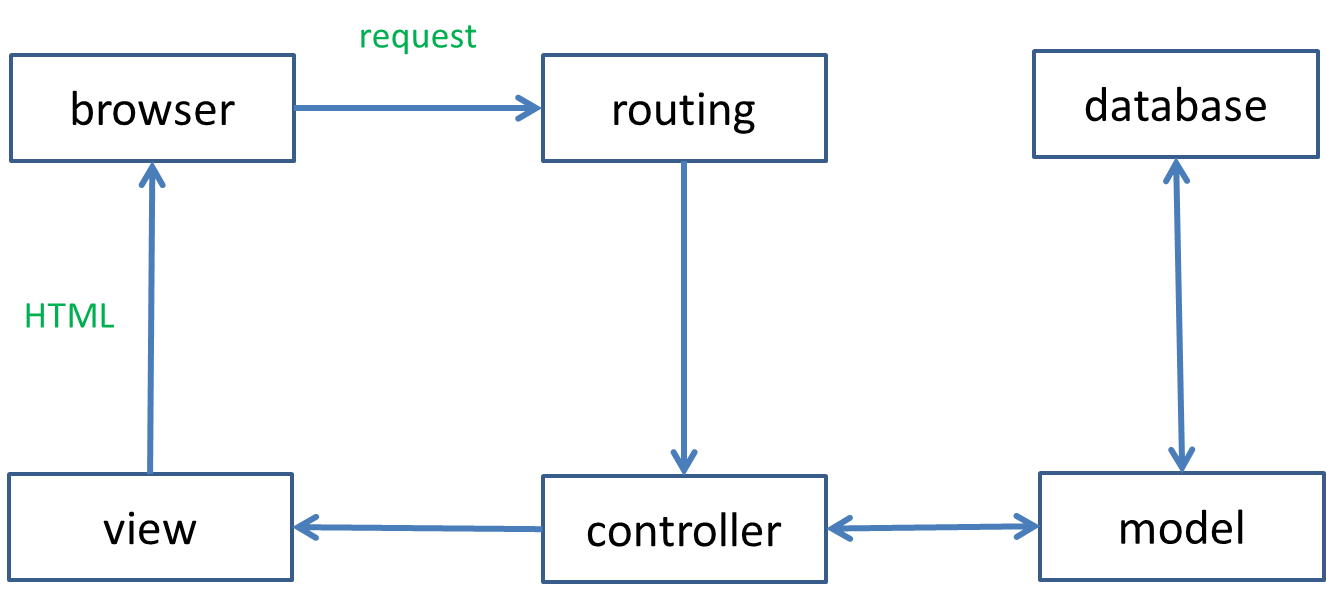 request
browser
routing
database
HTML
view
controller
model